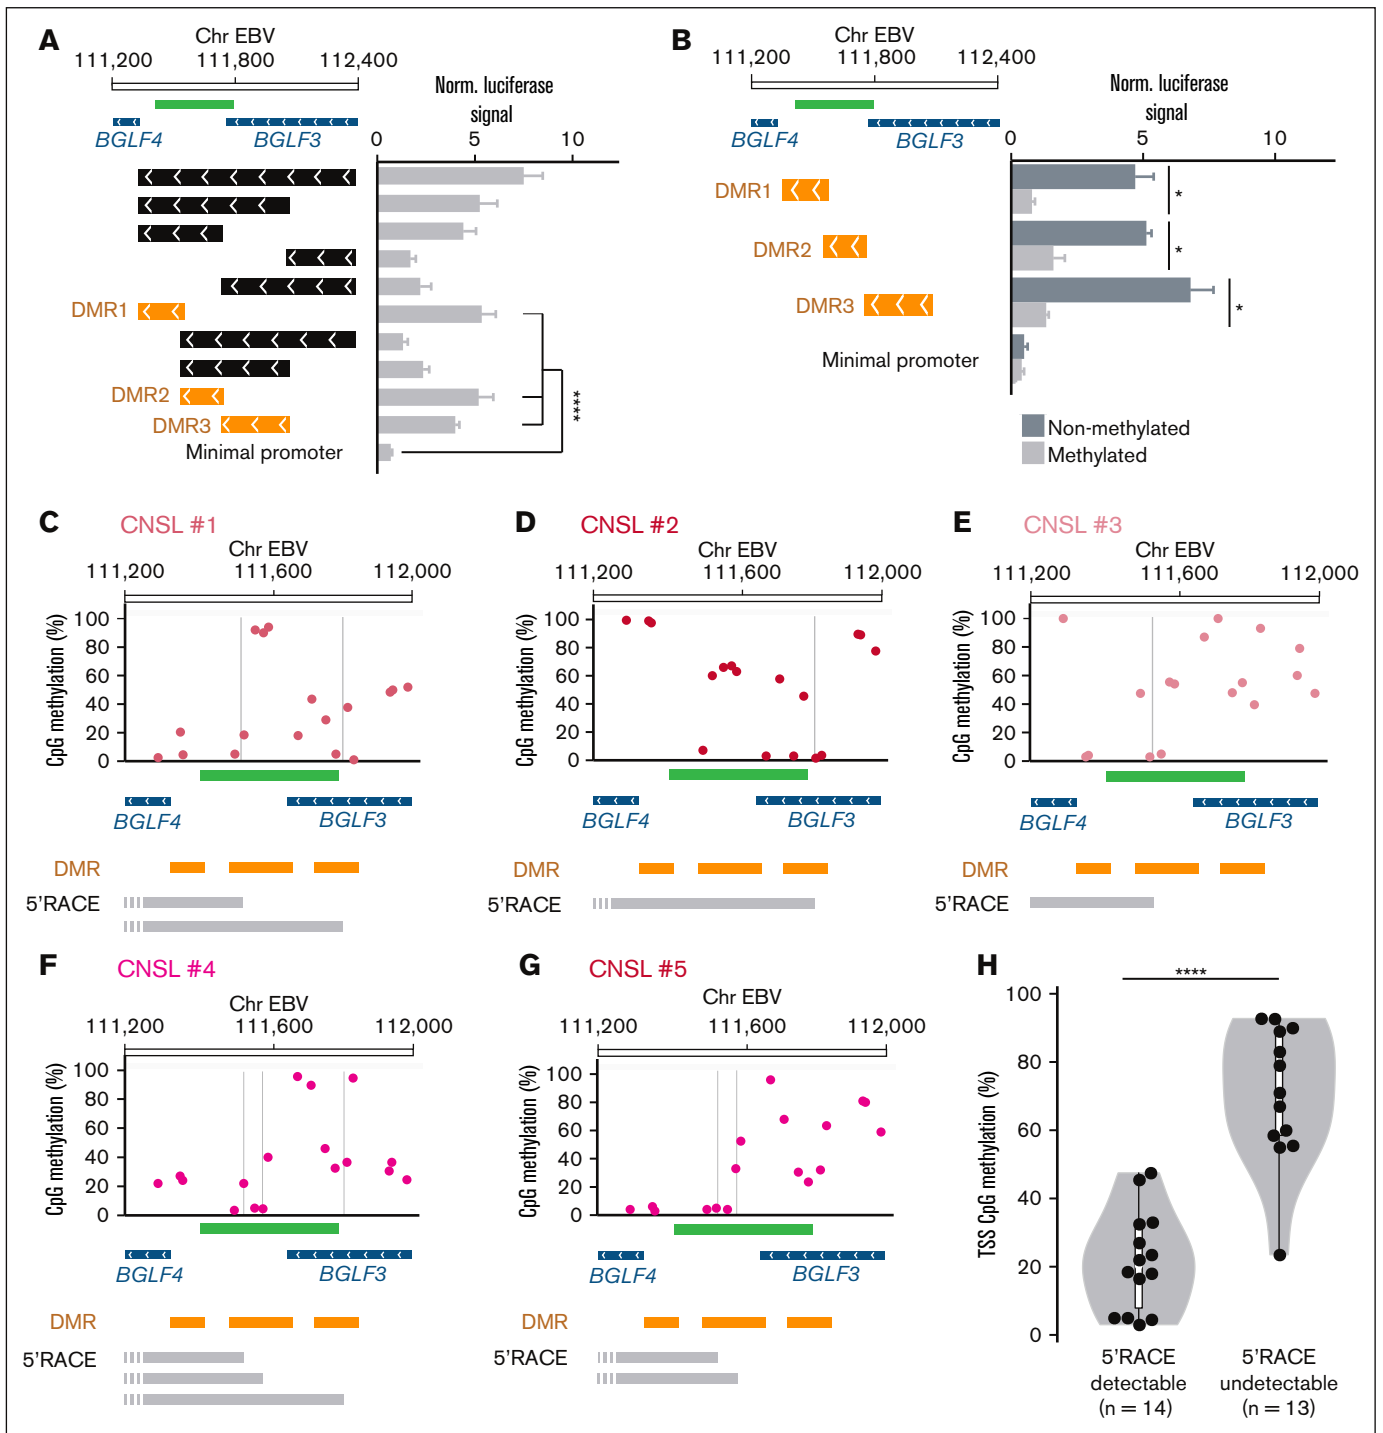 A
Chr EBV
111,200 111,800 112,400
BGLF4 BGLF3
Norm. luciferase
signal
0 5 10
DMR1
DMR2
DMR3
Minimal promoter
****
B
Chr EBV
111,200 111,800 112,400
BGLF4 BGLF3
Norm. luciferase
signal
0 5 10
DMR1
*
DMR2
*
DMR3
*
Minimal promoter
Non-methylated
Methylated
C
CNSL #1
Chr EBV
111,200 111,600 112,000
CpG methylation (%)
100
80
60
40
20
0
BGLF4 BGLF3
DMR
5'RACE
D
CNSL #2
Chr EBV
111,200 111,600 112,000
CpG methylation (%)
100
80
60
40
20
0
BGLF4 BGLF3
DMR
5'RACE
E
CNSL #3
Chr EBV
111,200 111,600 112,000
CpG methylation (%)
100
80
60
40
20
0
BGLF4 BGLF3
DMR
5'RACE
F
CNSL #4
Chr EBV
111,200 111,600 112,000
CpG methylation (%)
100
80
60
40
20
0
BGLF4 BGLF3
DMR
5'RACE
G
CNSL #5
Chr EBV
111,200 111,600 112,000
CpG methylation (%)
100
80
60
40
20
0
BGLF4 BGLF3
DMR
5'RACE
H
****
TSS CpG methylation (%)
100
80
60
40
20
0
5'RACE
detectable
(n = 14)
5'RACE
undetectable
(n = 13)